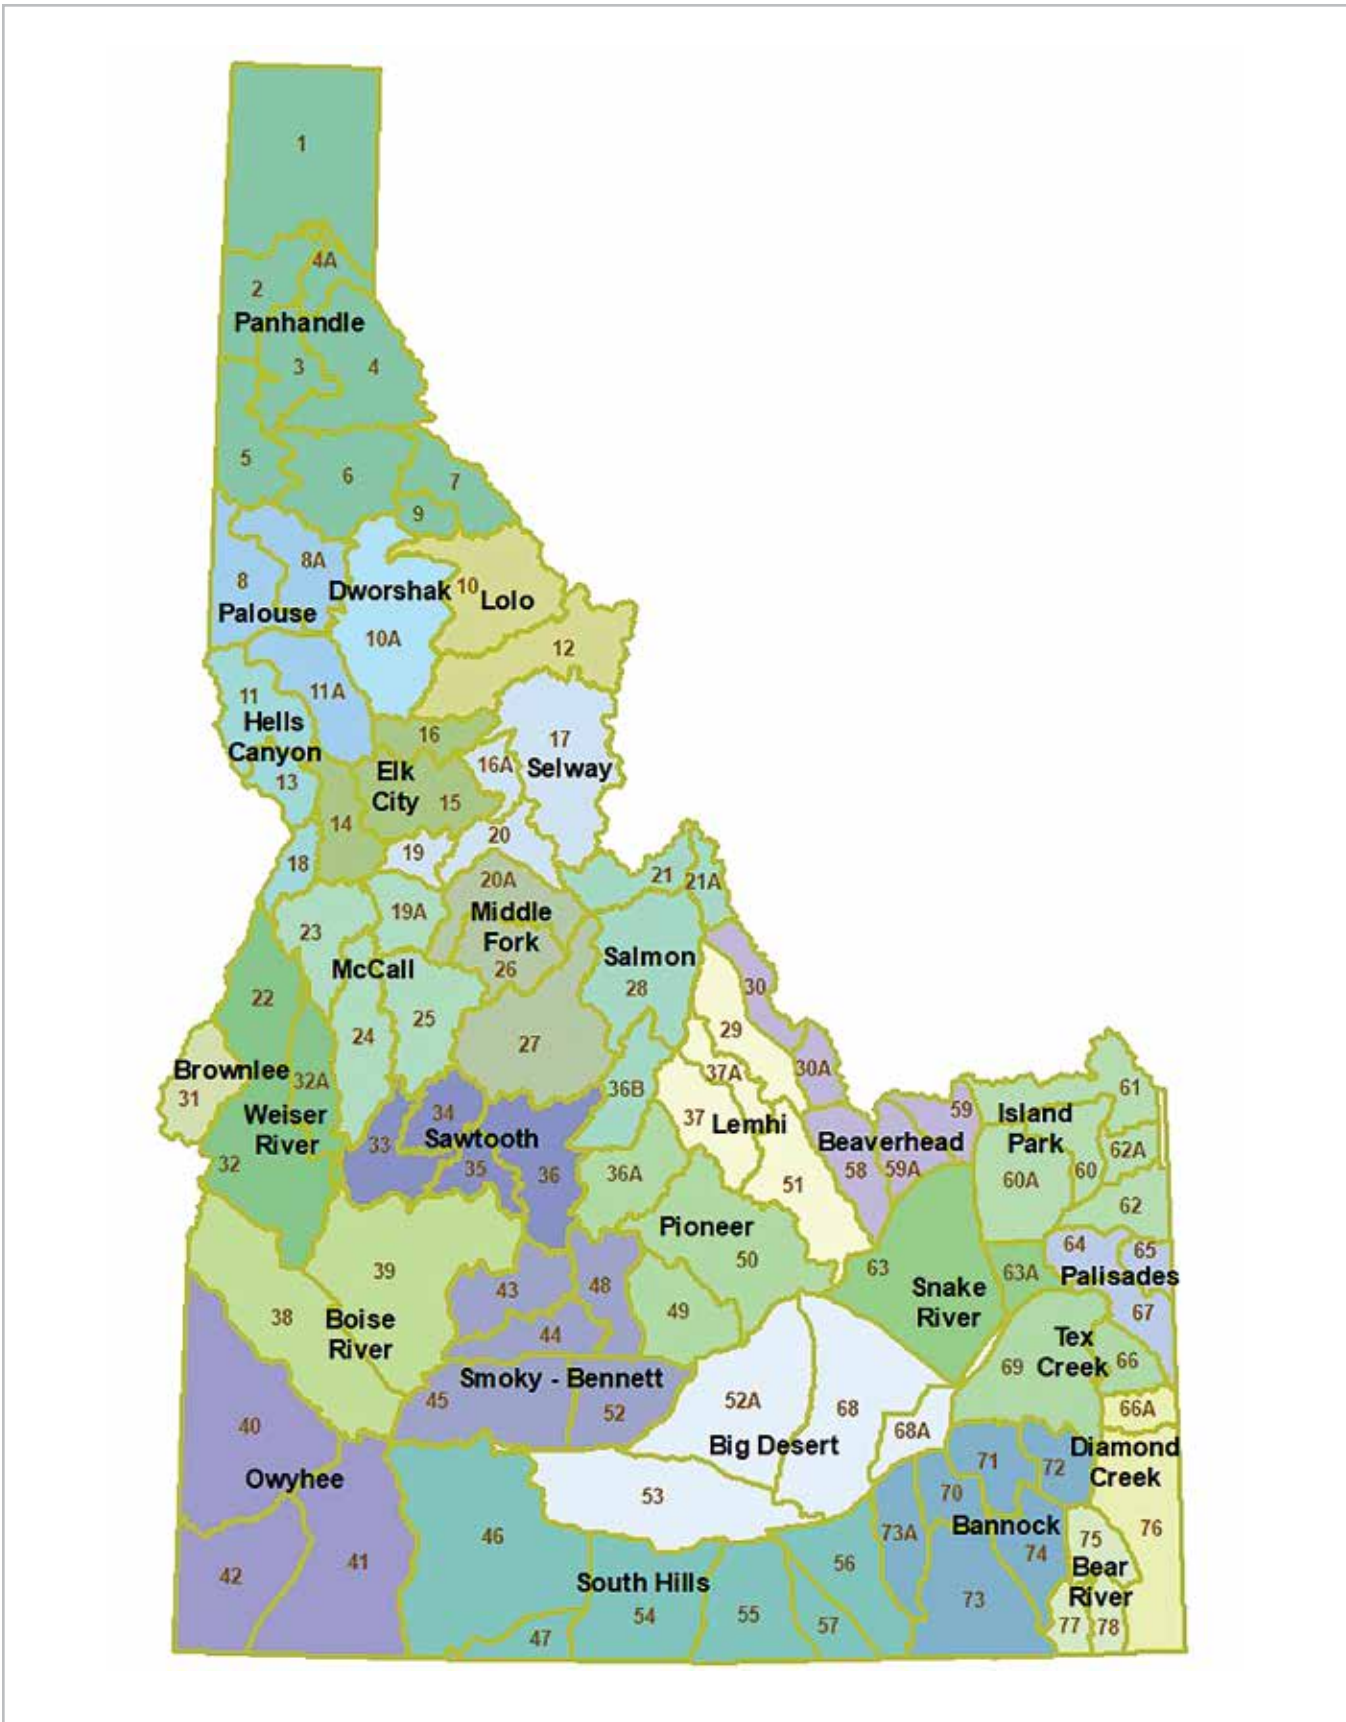 1
4A
2
Panhandle
3
4
5
6
7
9
8A
8
Palouse
Dworshak
10
Lolo
10A
12
11
11A
Hells
Canyon
13
16
17
16A
Selway
Elk
City
15
14
18
19
20
20A
21
21A
19A
Middle
Fork
26
23
McCall
Salmon
28
30
22
24
25
27
29
30A
Brownlee
31
32A
Weiser
River
32
37A
36B
37
Lemhi
33
34
Sawtooth
35
36
36A
51
Beaverhead
58
59A
59
Island
Park
61
60A
60
62A
62
Pioneer
50
49
39
38
Boise
River
43
48
44
63
Snake
River
63A
64
65
Palisades
67
Tex
Creek
66
69
66A
Smoky - Bennett
45
52
52A
68
68A
Big Desert
53
40
Owyhee
42
41
46
South Hills
47
54
55
56
57
71
72
70
Bannock
73A
74
73
Diamond
Creek
76
75
Bear
River
77
78